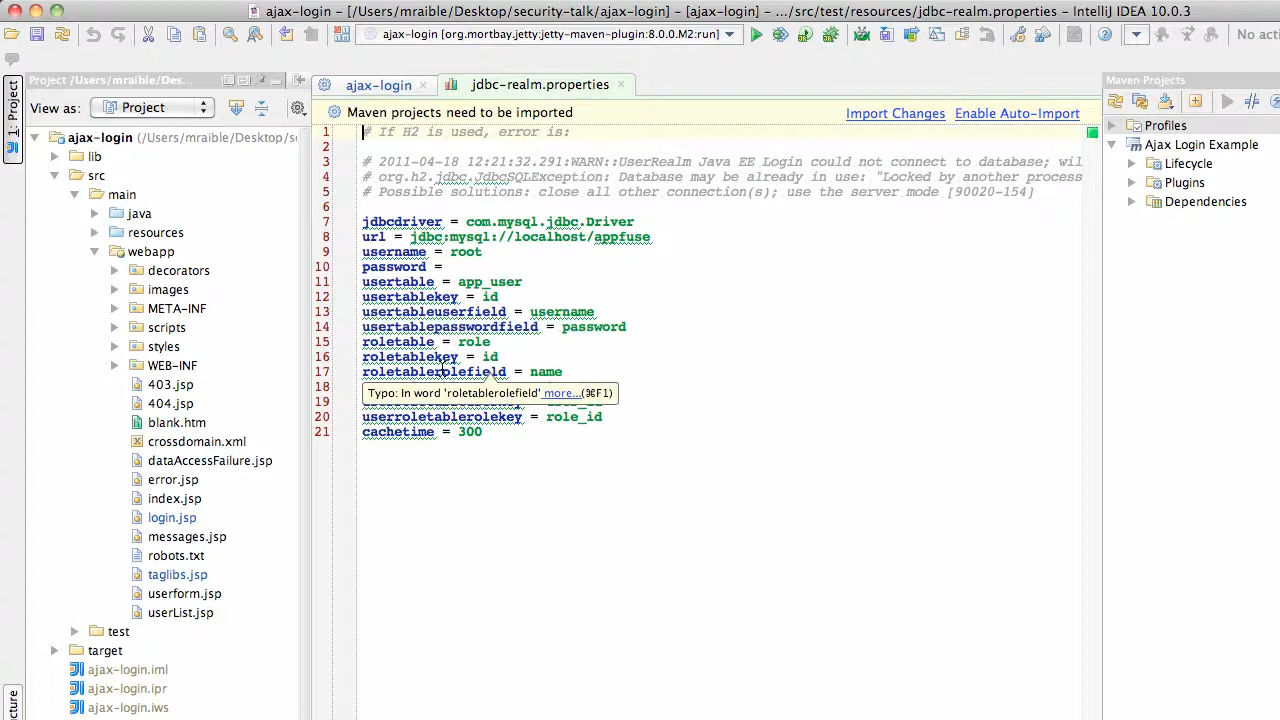 ajax-login - [/Users/mraible/Desktop/security-talk/ajax-login] - [ajax-login] - .../src/test/resources/jdbc-realm.properties - IntelliJ IDEA 10.0.3
ajax-login [org.mortbay.jetty:jetty-maven-plugin:8.0.0.M2:run]
No acti
Project /Users/mraible/Des...
ajax-login
jdbc-realm.properties
Maven Projects
1: Project
View as:
Project
Maven projects need to be imported
Import Changes
Enable Auto-Import
ajax-login (/Users/mraible/Desktop/s
lib
src
main
java
resources
webapp
decorators
images
META-INF
scripts
styles
WEB-INF
403.jsp
404.jsp
blank.htm
crossdomain.xml
dataAccessFailure.jsp
error.jsp
index.jsp
login.jsp
messages.jsp
robots.txt
taglibs.jsp
userform.jsp
userList.jsp
test
target
ajax-login.iml
ajax-login.ipr
ajax-login.iws
ucture
1 # If H2 is used, error is:
2
3 # 2011-04-18 12:21:32.291:WARN::UserRealm Java EE Login could not connect to database; wil
4 # org.h2.jdbc.JdbcSQLException: Database may be already in use: "Locked by another process
5 # Possible solutions: close all other connection(s); use the server mode [90020-154]
6
7 jdbcdriver = com.mysql.jdbc.Driver
8 url = jdbc:mysql://localhost/appfuse
9 username = root
10 password =
11 usertable = app_user
12 usertablekey = id
13 usertableuserfield = username
14 usertablepasswordfield = password
15 roletable = role
16 roletablekey = id
17 roletablerolefield = name
18
Typo: In word 'roletablerolefield' more...(⌘F1)
19
20 userroletablerolekey = role_id
21 cachetime = 300
Profiles
Ajax Login Example
Lifecycle
Plugins
Dependencies